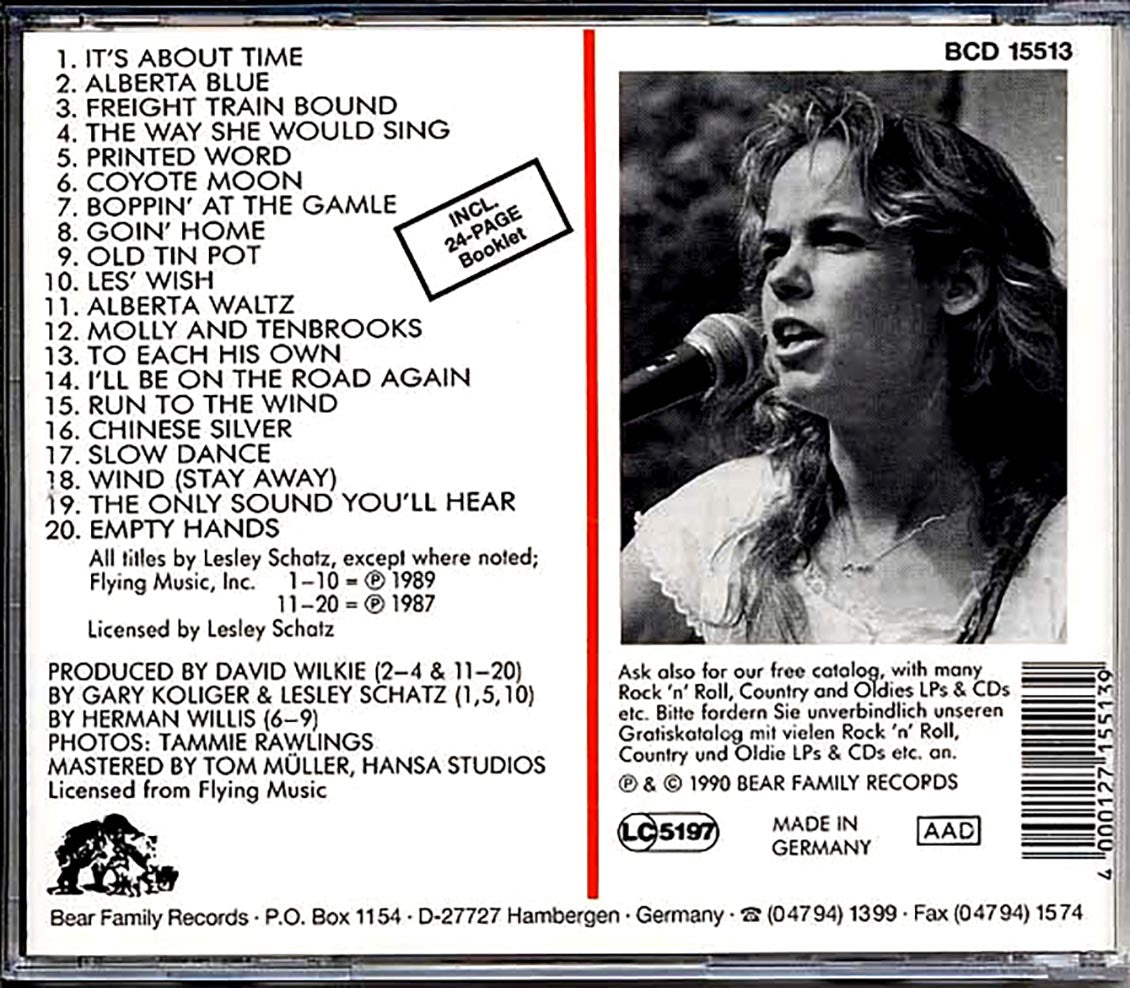 1. IT'S ABOUT TIME
2. ALBERTA BLUE
3. FREIGHT TRAIN BOUND
4. THE WAY SHE WOULD SING
5. PRINTED WORD
6. COYOTE MOON
7. BOPPIN' AT THE GAMLE
8. GOIN' HOME
9. OLD TIN POT
10. LES' WISH
11. ALBERTA WALTZ
12. MOLLY AND TENBROOKS
13. TO EACH HIS OWN
14. I'LL BE ON THE ROAD AGAIN
15. RUN TO THE WIND
16. CHINESE SILVER
17. SLOW DANCE
18. WIND (STAY AWAY)
19. THE ONLY SOUND YOU'LL HEAR
20. EMPTY HANDS
All titles by Lesley Schatz, except where noted;
Flying Music, Inc. 1–10 = ℗ 1989
11–20 = ℗ 1987
Licensed by Lesley Schatz
INCL.
24-PAGE
Booklet
PRODUCED BY DAVID WILKIE (2–4 & 11–20)
BY GARY KOLIGER & LESLEY SCHATZ (1,5,10)
BY HERMAN WILLIS (6–9)
PHOTOS: TAMMIE RAWLINGS
MASTERED BY TOM MÜLLER, HANSA STUDIOS
Licensed from Flying Music
BCD 15513
Ask also for our free catalog, with many
Rock 'n' Roll, Country and Oldies LPs & CDs
etc. Bitte fordern Sie unverbindlich unseren
Gratiskatalog mit vielen Rock 'n' Roll,
Country und Oldie LPs & CDs etc. an.
℗ & © 1990 BEAR FAMILY RECORDS
LC 5197
MADE IN
GERMANY
AAD
4 000127 155139
Bear Family Records · P.O. Box 1154 · D-27727 Hambergen · Germany · ☎ (04794) 1399 · Fax (04794) 1574